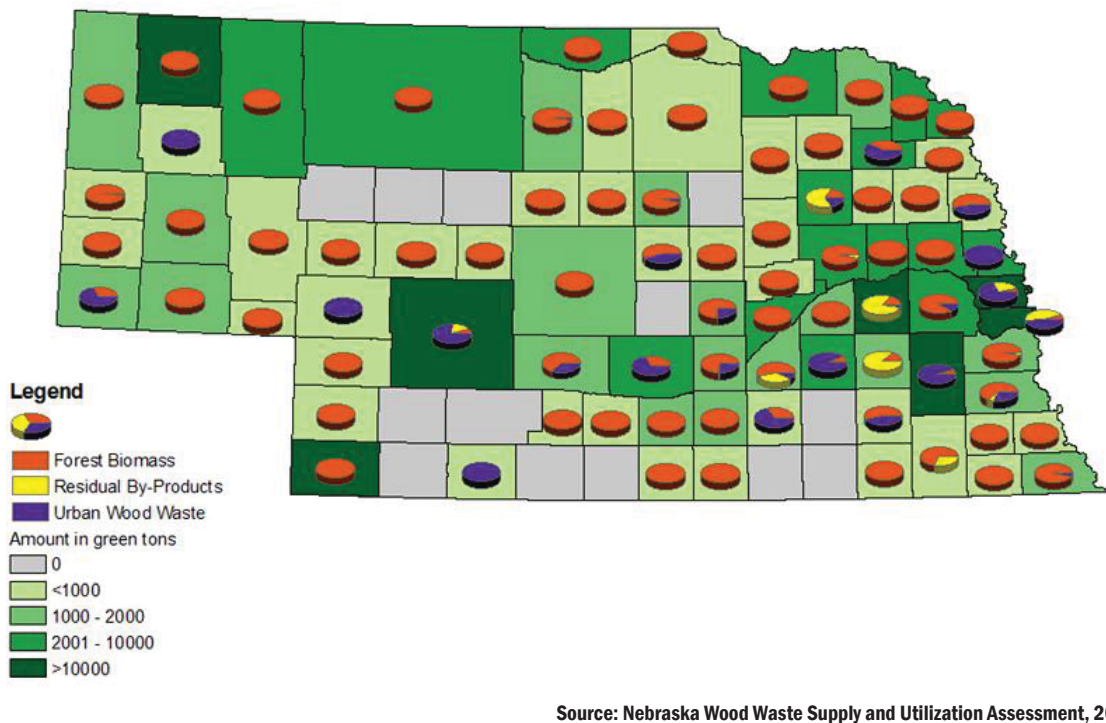 Legend
Forest Biomass
Residual By-Products
Urban Wood Waste
Amount in green tons
0
<1000
1000 - 2000
2001 - 10000
>10000
Source: Nebraska Wood Waste Supply and Utilization Assessment,